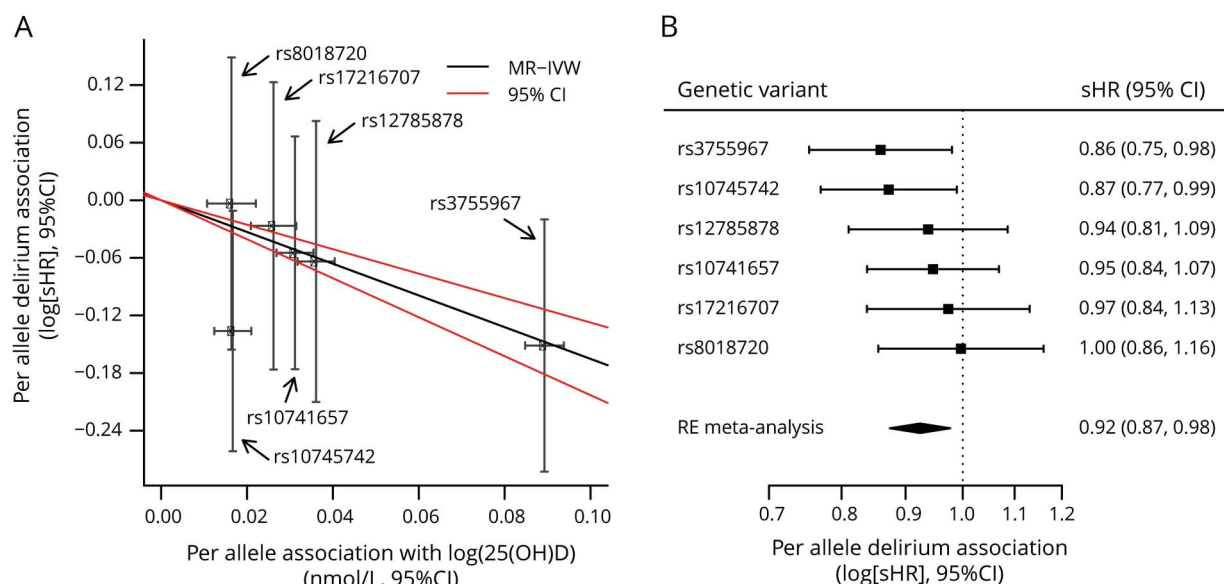 A
Per allele delirium association
(log[sHR], 95%CI)
0.12
0.06
0.00
−0.06
−0.12
−0.18
−0.24
rs8018720
rs17216707
rs12785878
rs3755967
rs10741657
rs10745742
MR−IVW
95% CI
0.00 0.02 0.04 0.06 0.08 0.10
Per allele association with log(25(OH)D)
(nmol/L, 95%CI)
B
Genetic variant sHR (95% CI)
rs3755967 0.86 (0.75, 0.98)
rs10745742 0.87 (0.77, 0.99)
rs12785878 0.94 (0.81, 1.09)
rs10741657 0.95 (0.84, 1.07)
rs17216707 0.97 (0.84, 1.13)
rs8018720 1.00 (0.86, 1.16)
RE meta-analysis 0.92 (0.87, 0.98)
0.7 0.8 0.9 1.0 1.1 1.2
Per allele delirium association
(log[sHR], 95%CI)